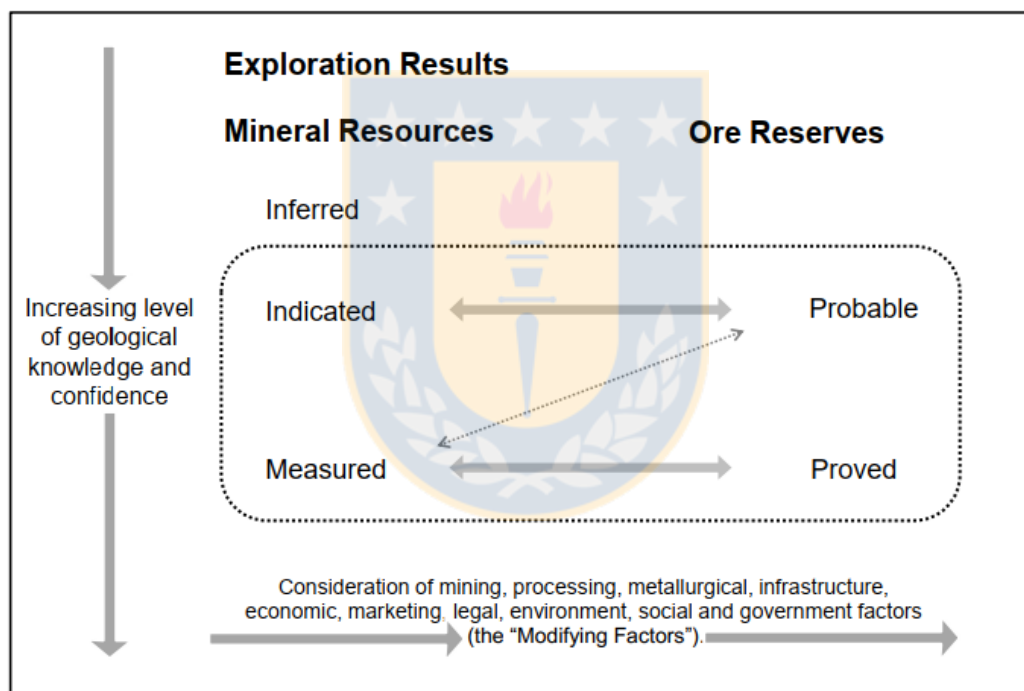 Exploration Results
Mineral Resources
Ore Reserves
Inferred
Increasing level
of geological
knowledge and
confidence
Indicated
Probable
Measured
Proved
Consideration of mining, processing, metallurgical, infrastructure,
economic, marketing, legal, environment, social and government factors
(the “Modifying Factors”).